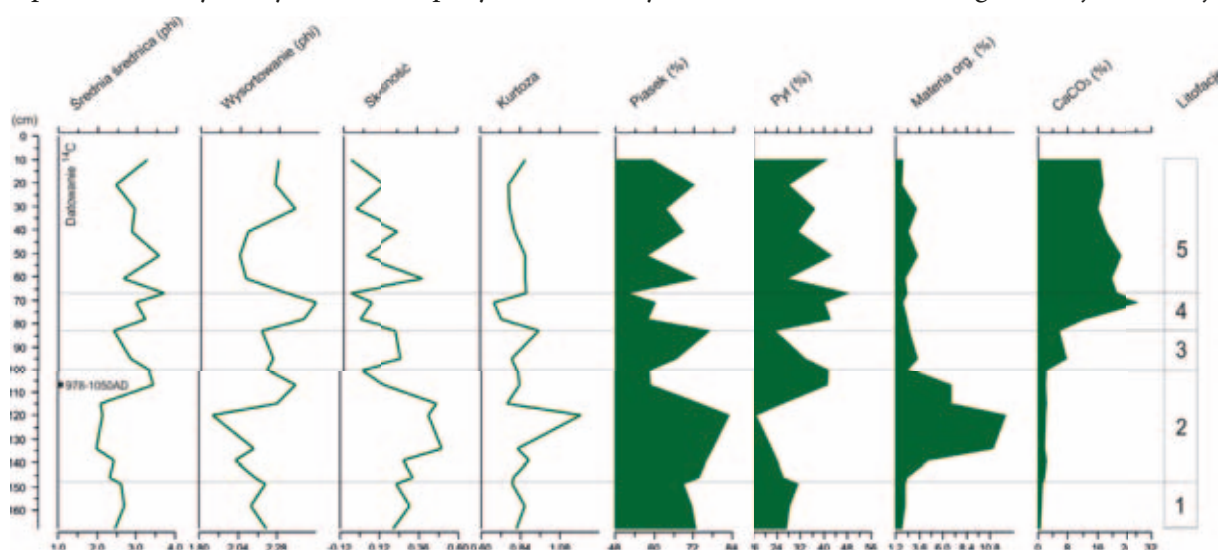 Średnia średnica (phi)
Wysortowanie (phi)
Skośność
Kurtoza
Piasek (%)
Pył (%)
Materia org. (%)
CaCO₃ (%)
Litofacje
(cm)
0
10
20
30
40
50
60
70
80
90
100
110
120
130
140
150
160
Datowanie ¹⁴C
978-1050AD
5
4
3
2
1
1.0 2.0 3.0 4.0
1.80 2.04 2.28
-0.12 0.12 0.36 0.60
0.60 0.84 1.08
48 60 72 84
16 24 32 40 48 56
1.2 3.6 6.0 8.4 10.8
0 8 16 24